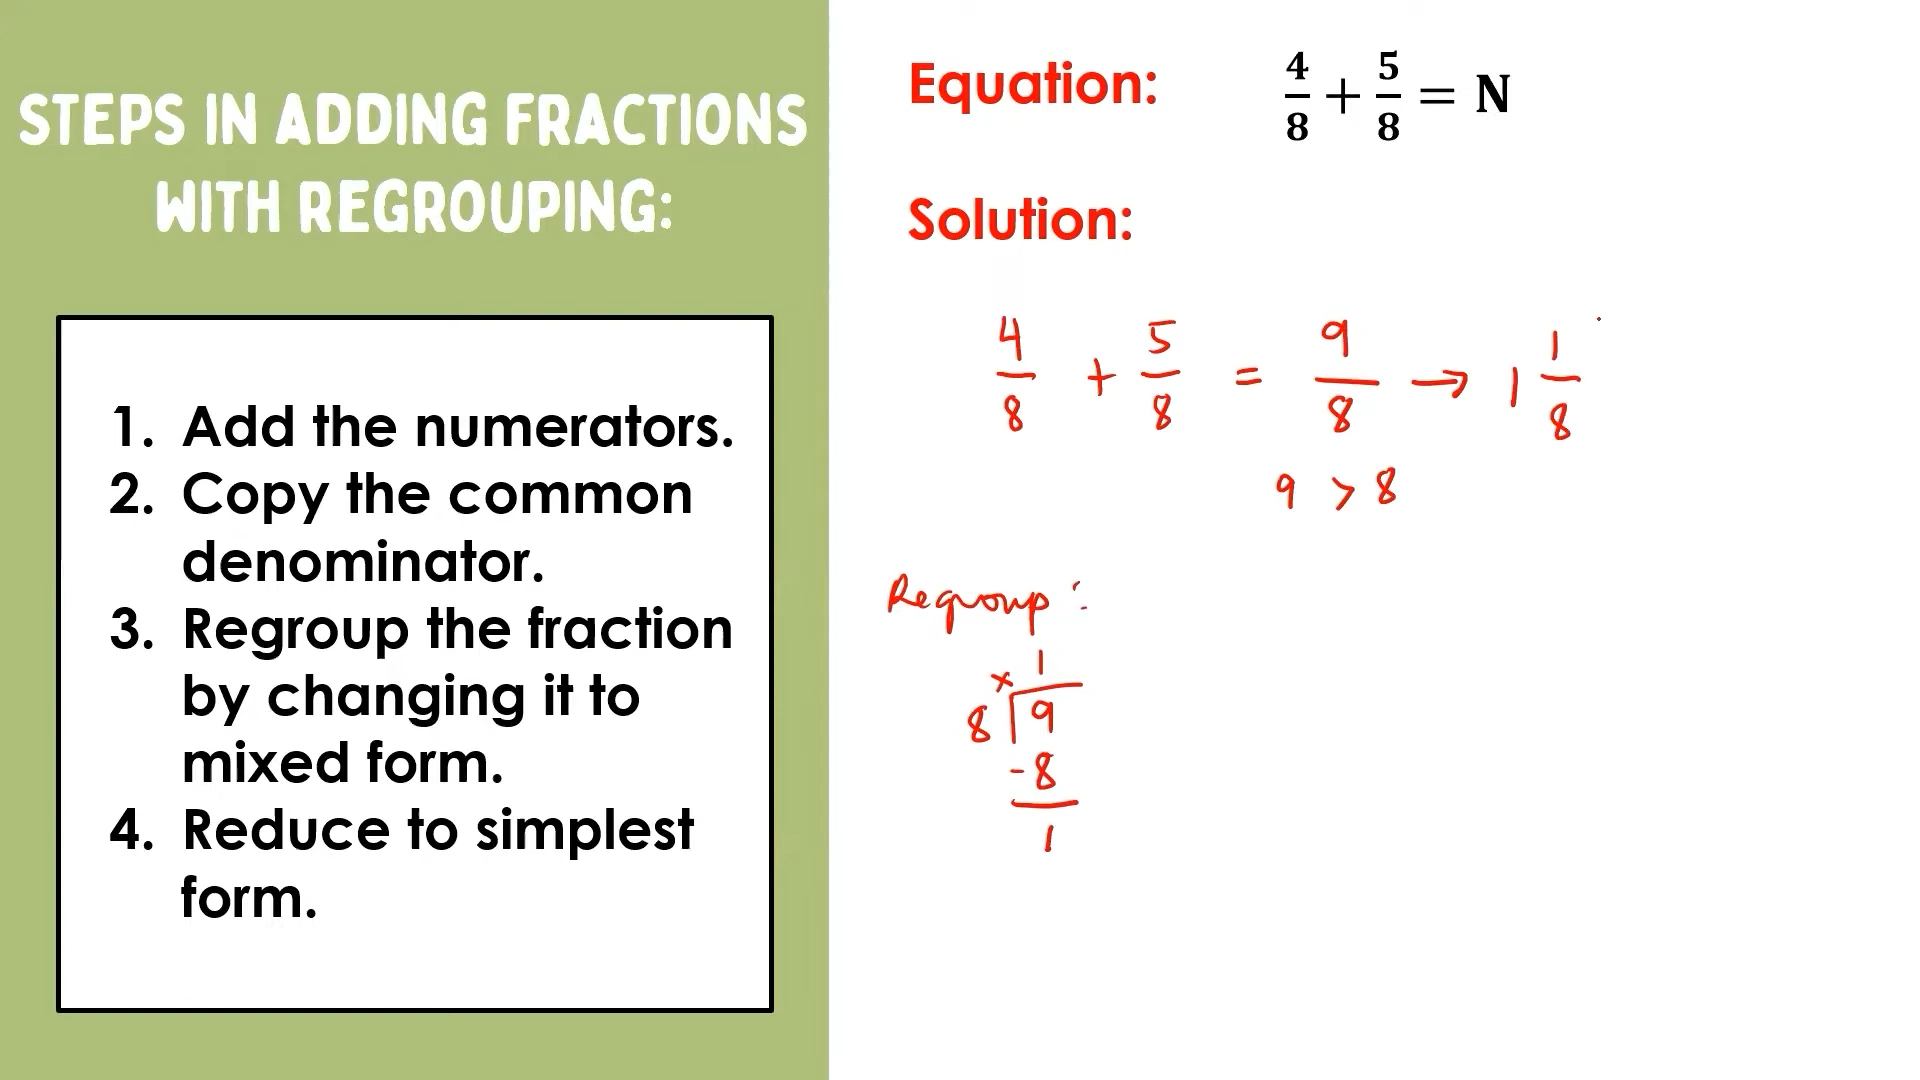 STEPS IN ADDING FRACTIONS
WITH REGROUPING:
1. Add the numerators.
2. Copy the common
denominator.
3. Regroup the fraction
by changing it to
mixed form.
4. Reduce to simplest
form.
Equation: 4/8 + 5/8 = N
Solution:
4/8 + 5/8 = 9/8 → 1 1/8
9 > 8
Regroup:
1
×
8 9
-8
1